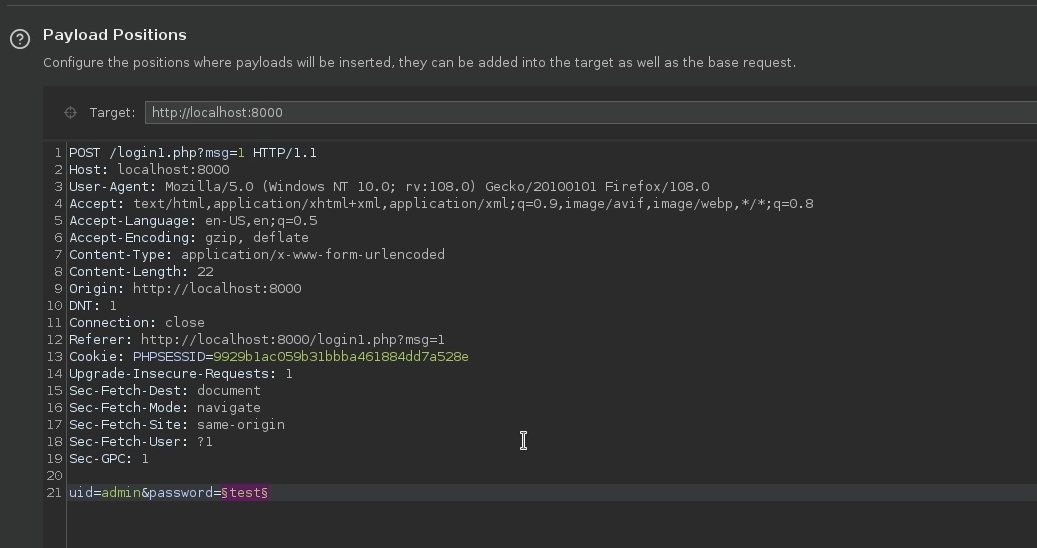 Payload Positions
Configure the positions where payloads will be inserted, they can be added into the target as well as the base request.
Target: http://localhost:8000
1 POST /login1.php?msg=1 HTTP/1.1
2 Host: localhost:8000
3 User-Agent: Mozilla/5.0 (Windows NT 10.0; rv:108.0) Gecko/20100101 Firefox/108.0
4 Accept: text/html,application/xhtml+xml,application/xml;q=0.9,image/avif,image/webp,*/*;q=0.8
5 Accept-Language: en-US,en;q=0.5
6 Accept-Encoding: gzip, deflate
7 Content-Type: application/x-www-form-urlencoded
8 Content-Length: 22
9 Origin: http://localhost:8000
10 DNT: 1
11 Connection: close
12 Referer: http://localhost:8000/login1.php?msg=1
13 Cookie: PHPSESSID=9929b1ac059b31bbba461884dd7a528e
14 Upgrade-Insecure-Requests: 1
15 Sec-Fetch-Dest: document
16 Sec-Fetch-Mode: navigate
17 Sec-Fetch-Site: same-origin
18 Sec-Fetch-User: ?1
19 Sec-GPC: 1
20
21 uid=admin&password=§test§